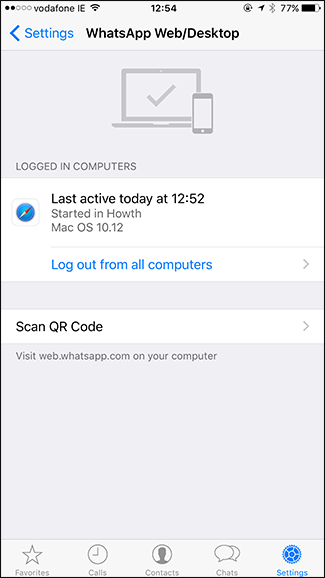 vodafone IE 12:54 77%
Settings WhatsApp Web/Desktop
LOGGED IN COMPUTERS
Last active today at 12:52
Started in Howth
Mac OS 10.12
Log out from all computers
Scan QR Code
Visit web.whatsapp.com on your computer
Favorites Calls Contacts Chats Settings